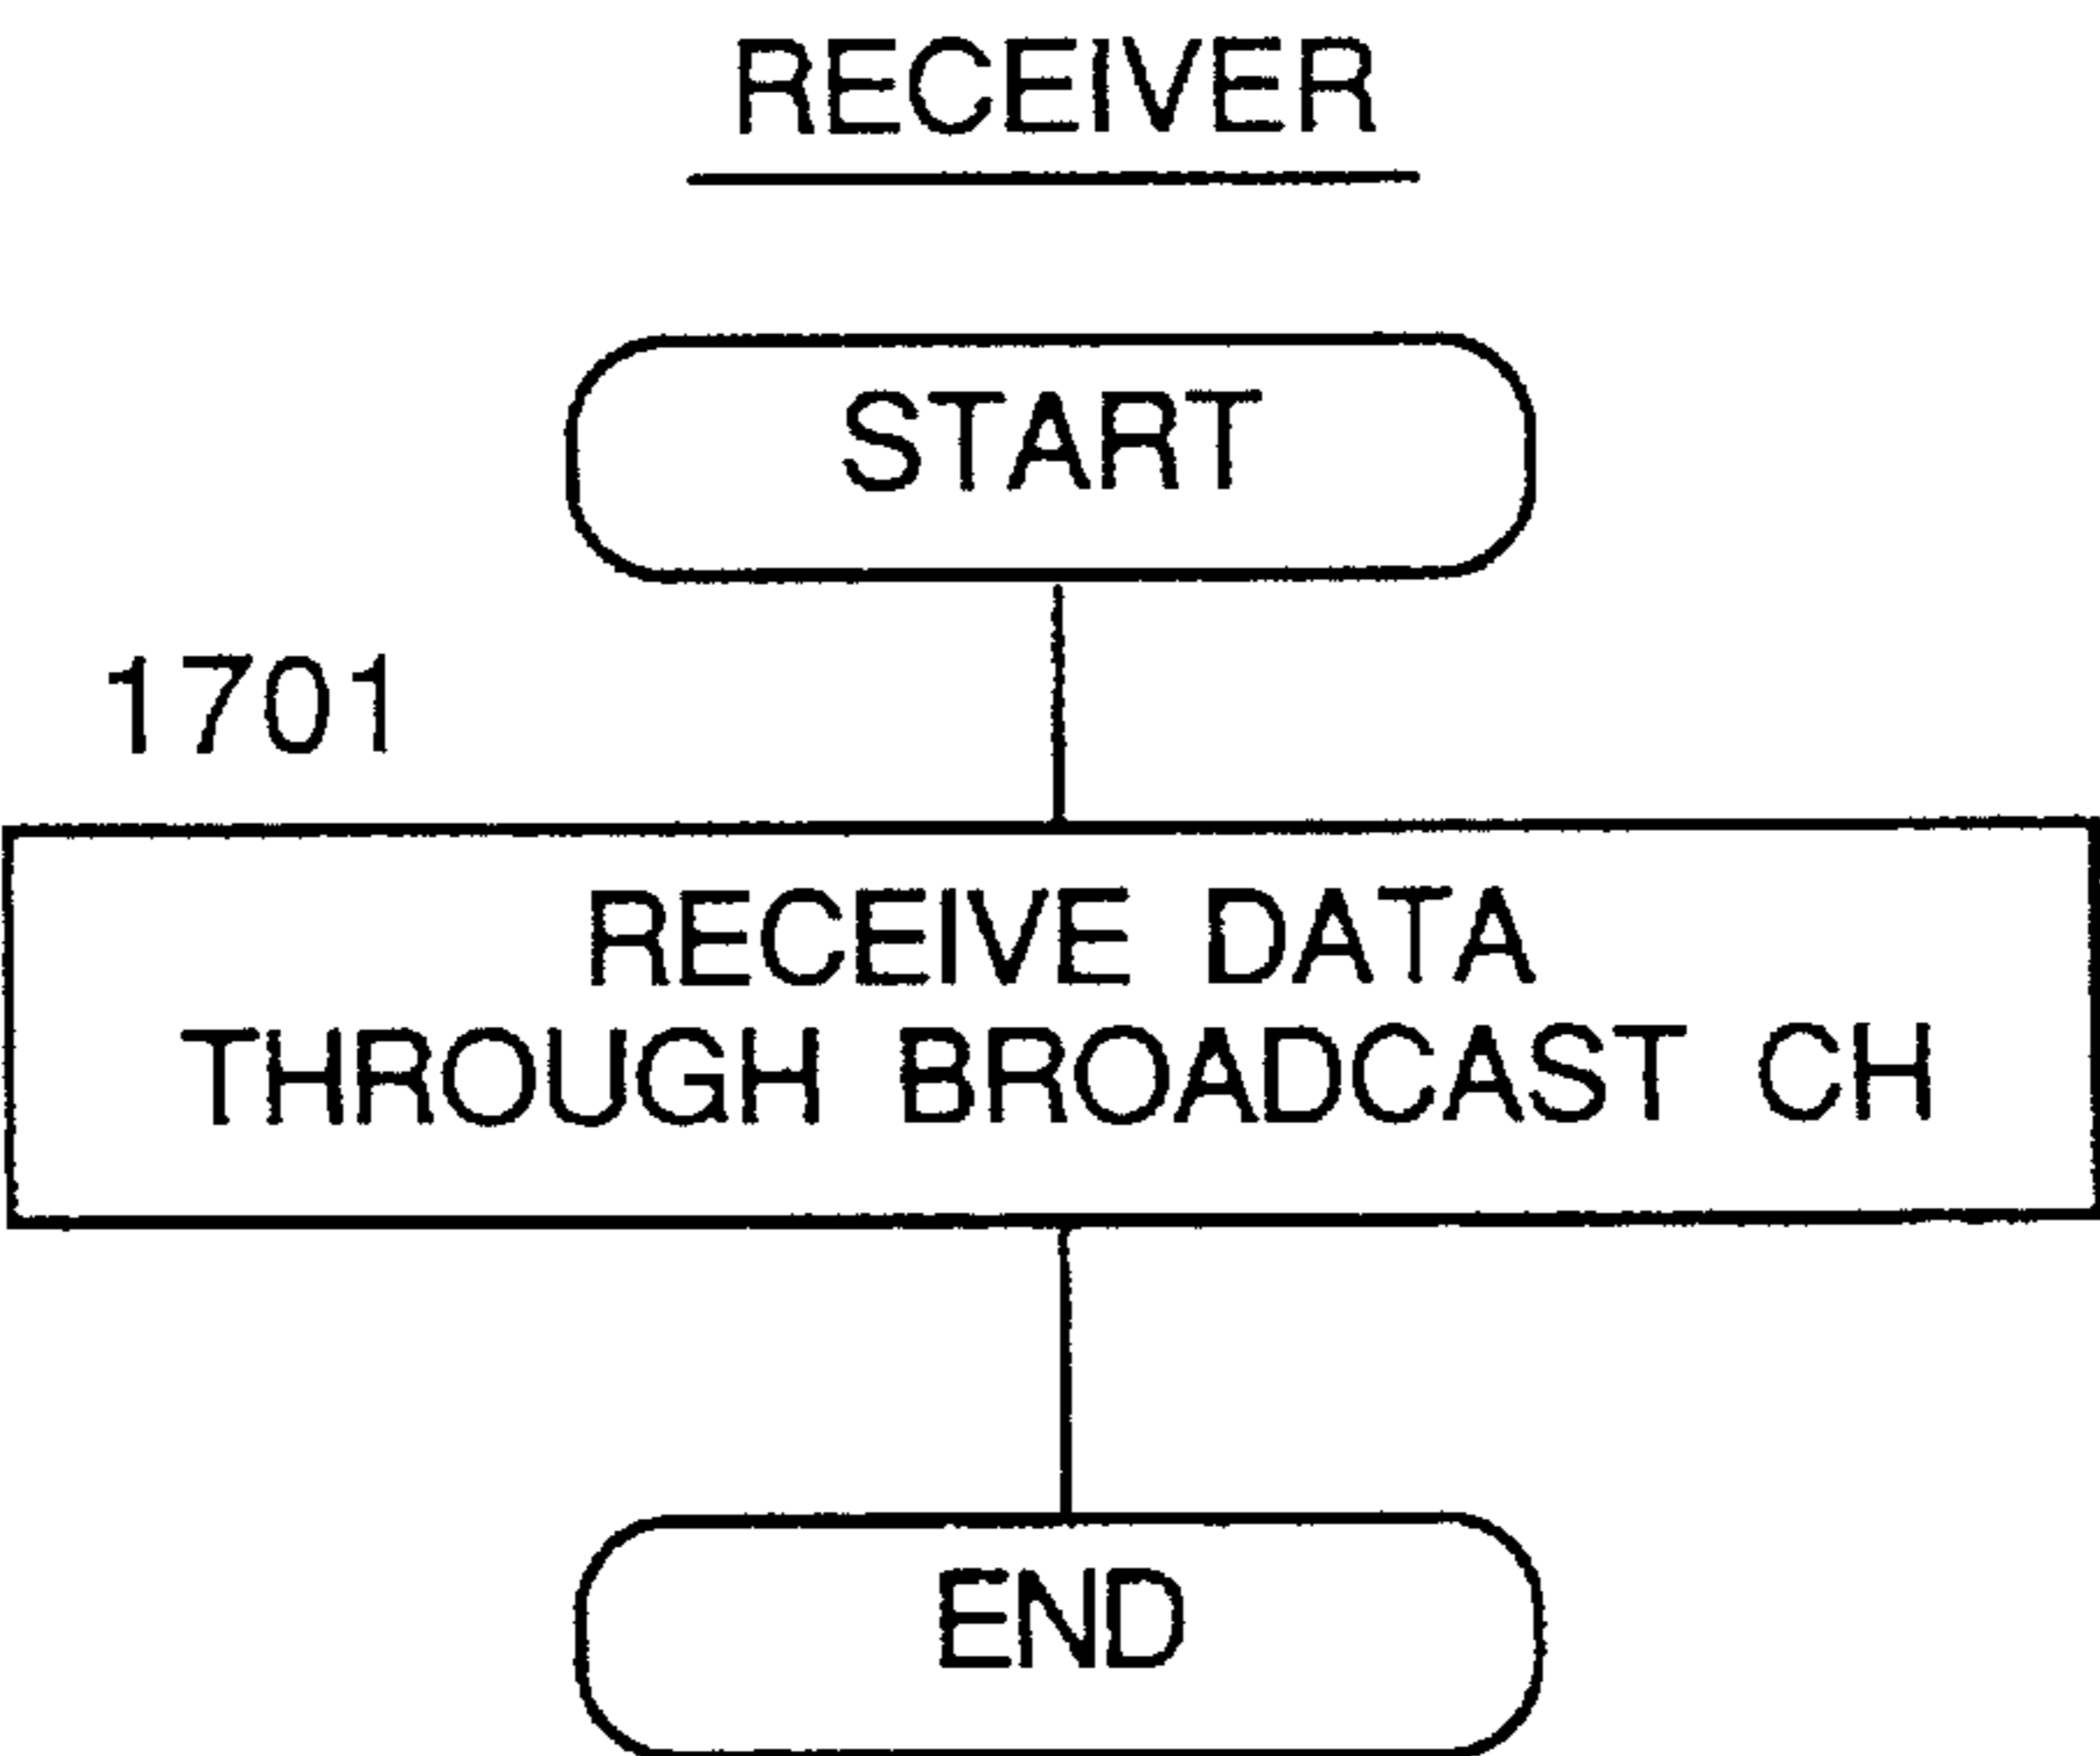 RECEIVER
START
1701
RECEIVE DATA
THROUGH BROADCAST CH
END